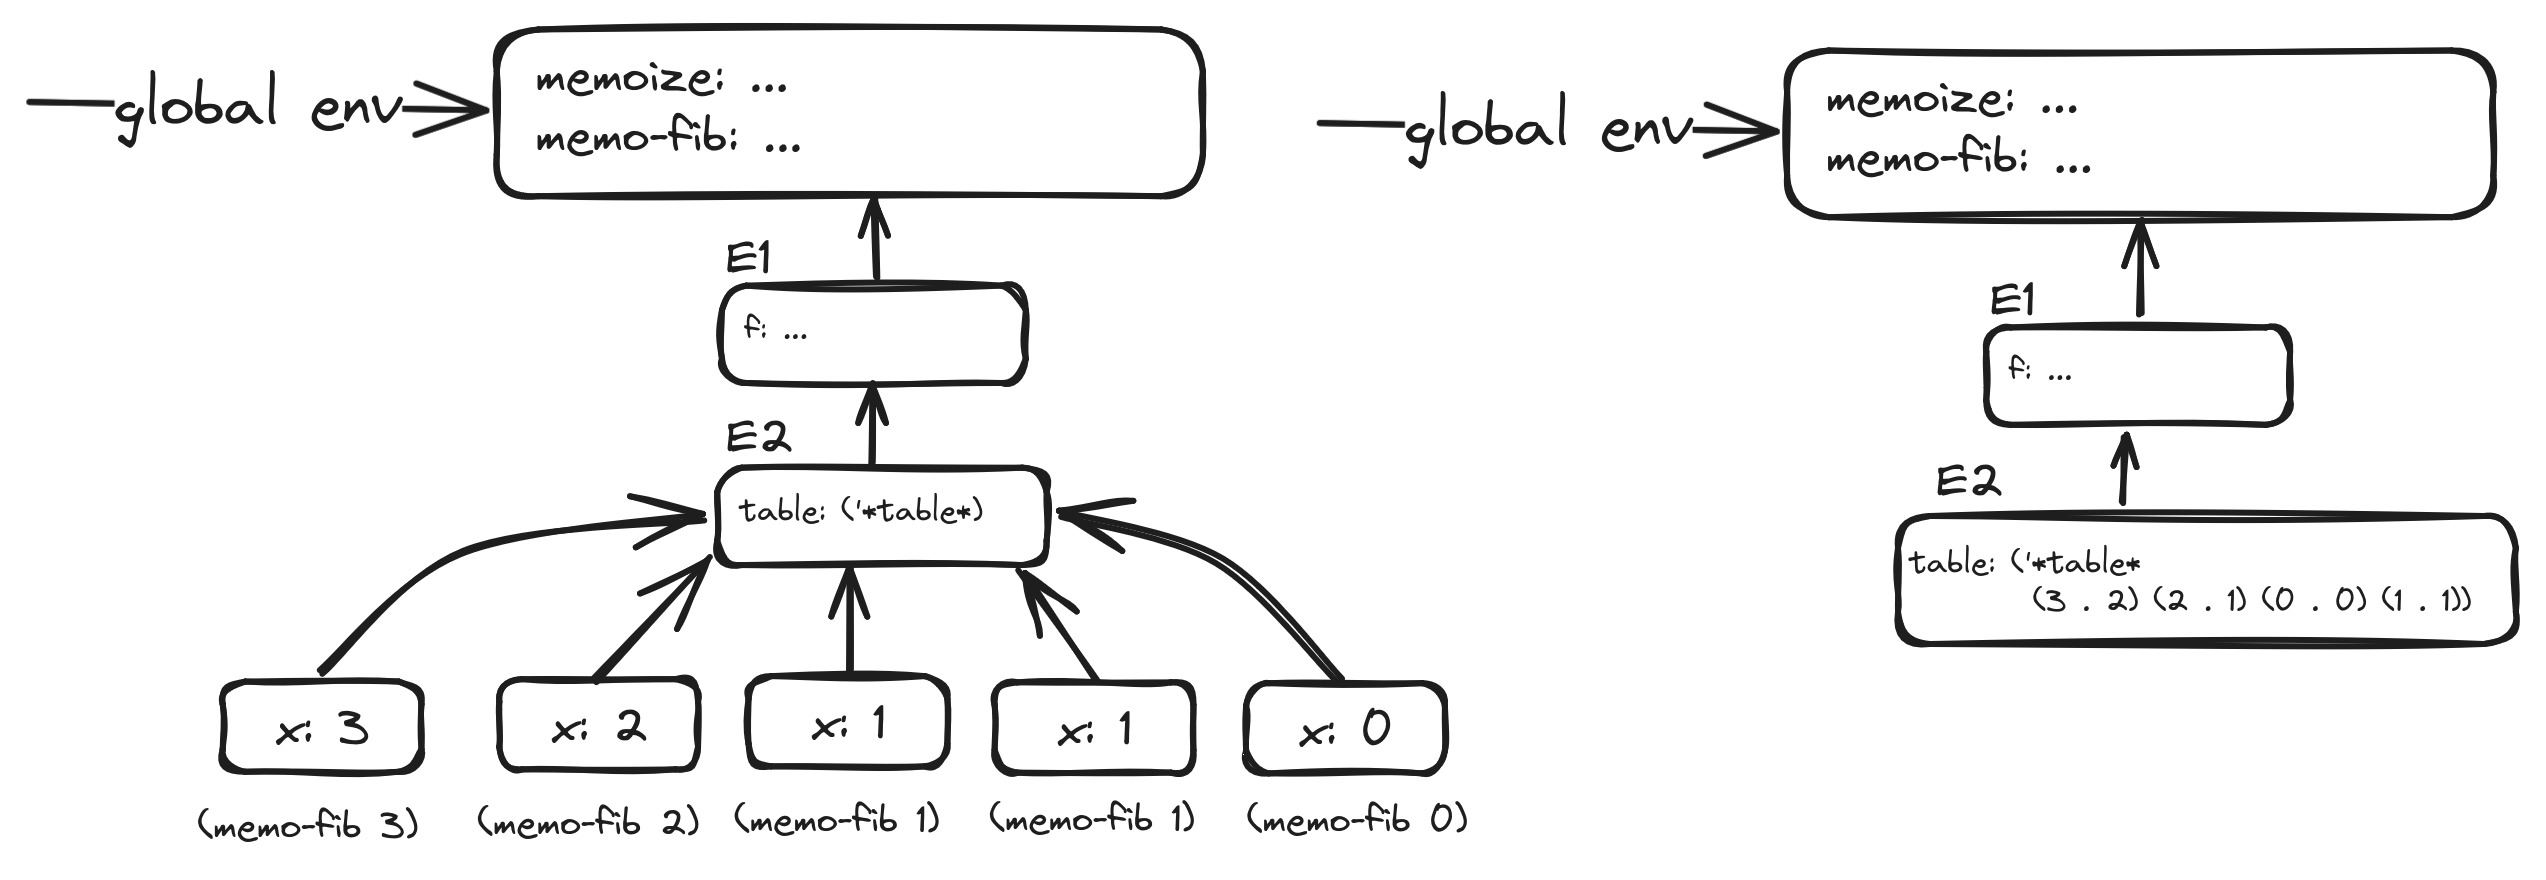 global env
memoize: ...
memo-fib: ...
E1
f: ...
E2
table: ('*table*)
x: 3
x: 2
x: 1
x: 1
x: 0
(memo-fib 3)
(memo-fib 2)
(memo-fib 1)
(memo-fib 1)
(memo-fib 0)
global env
memoize: ...
memo-fib: ...
E1
f: ...
E2
table: ('*table*
(3 . 2) (2 . 1) (0 . 0) (1 . 1))